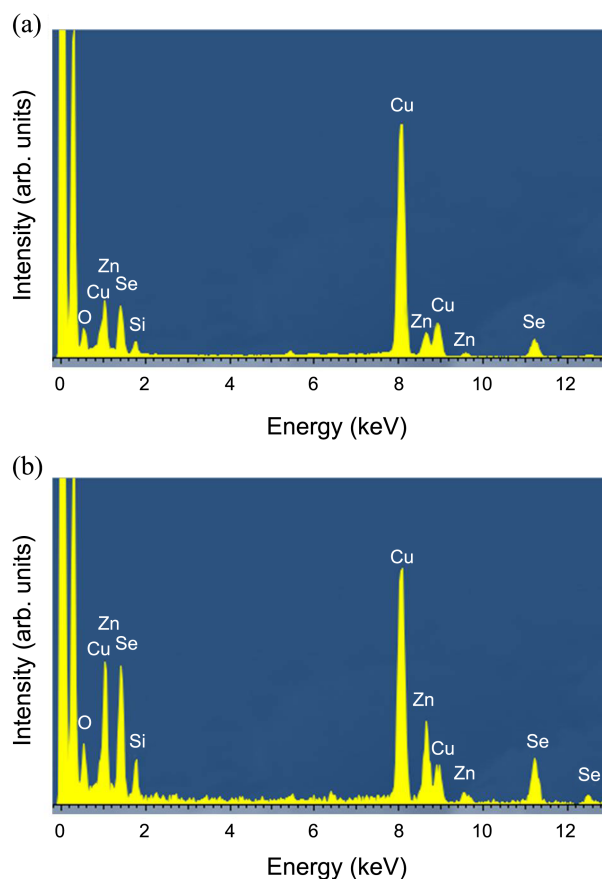 (a)
Intensity (arb. units)
Cu
Zn
Cu
Se
O
Si
Zn
Cu
Zn
Se
0 2 4 6 8 10 12
Energy (keV)
(b)
Intensity (arb. units)
Cu
Zn
Cu
Se
O
Si
Zn
Cu
Zn
Se
Se
0 2 4 6 8 10 12
Energy (keV)